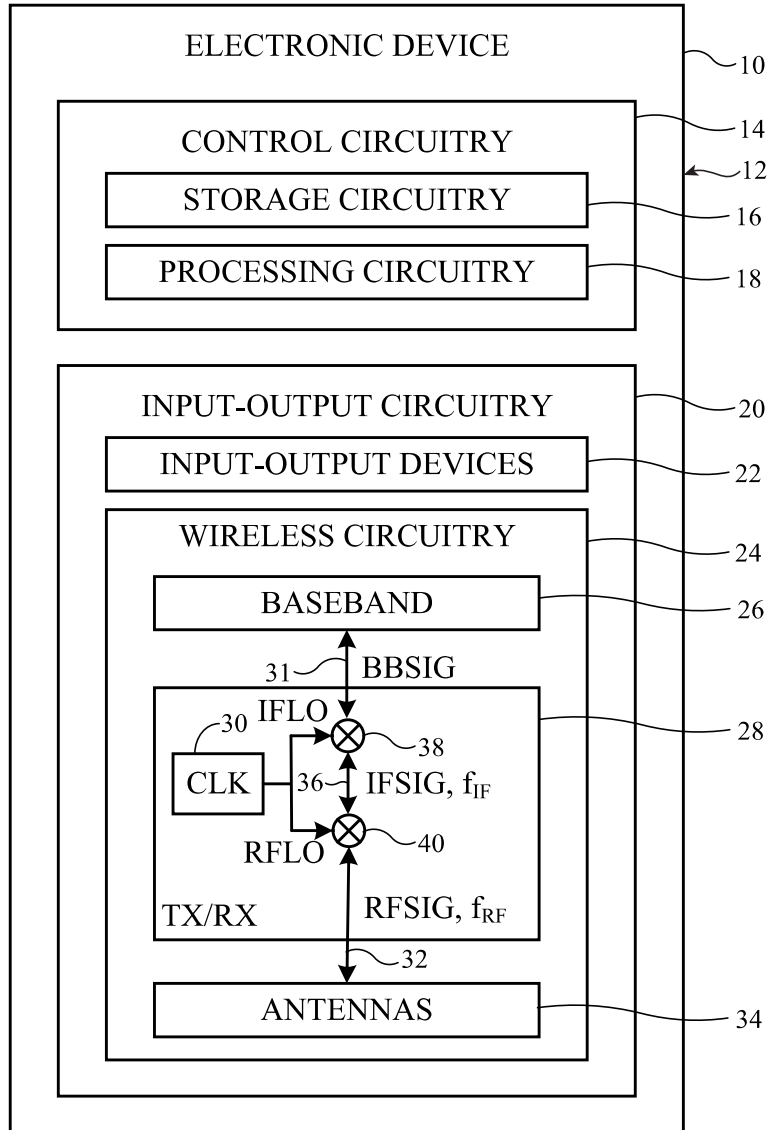 ELECTRONIC DEVICE
10
CONTROL CIRCUITRY
14
12
STORAGE CIRCUITRY
16
PROCESSING CIRCUITRY
18
INPUT-OUTPUT CIRCUITRY
20
INPUT-OUTPUT DEVICES
22
WIRELESS CIRCUITRY
24
BASEBAND
26
31
BBSIG
30
IFLO
38
28
CLK
36
IFSIG, fIF
RFLO
40
TX/RX
RFSIG, fRF
32
ANTENNAS
34